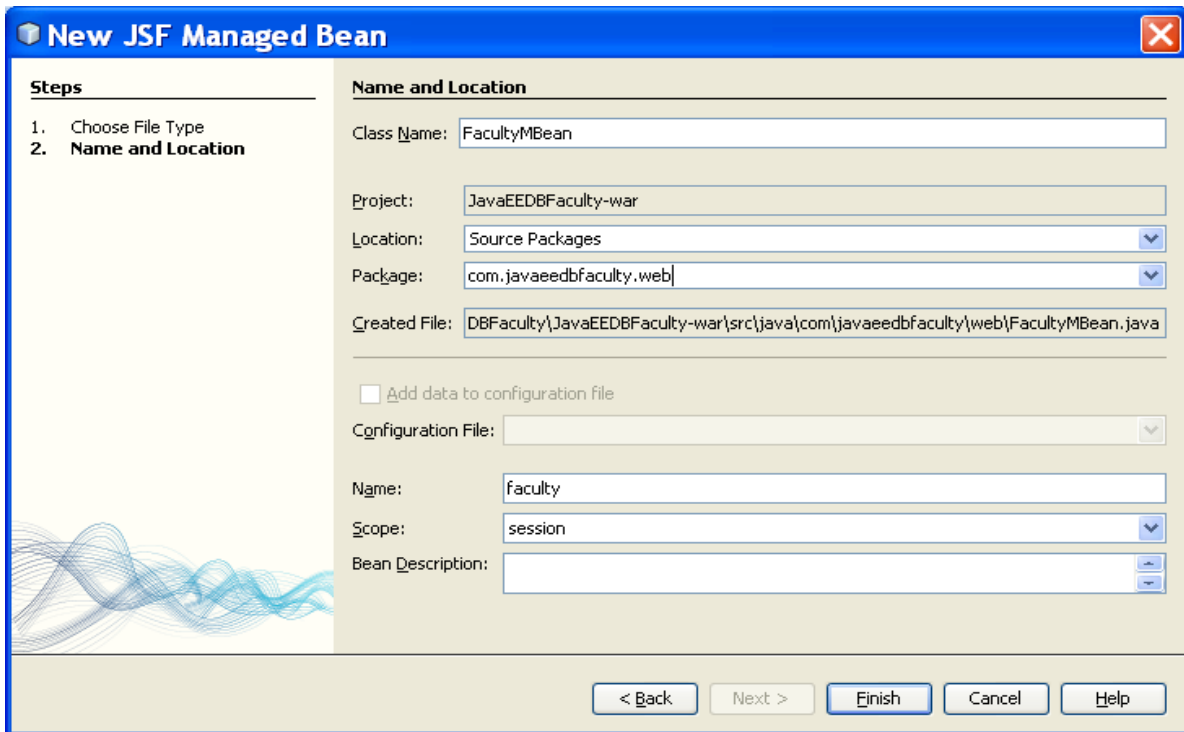 New JSF Managed Bean
Steps
1. Choose File Type
2. Name and Location
Name and Location
Class Name: FacultyMBean
Project: JavaEEDBFaculty-war
Location: Source Packages
Package: com.javaeedbfaculty.web
Created File: DBFaculty\JavaEEDBFaculty-war\src\java\com\javaeedbfaculty\web\FacultyMBean.java
Add data to configuration file
Configuration File:
Name: faculty
Scope: session
Bean Description:
< Back Next > Finish Cancel Help